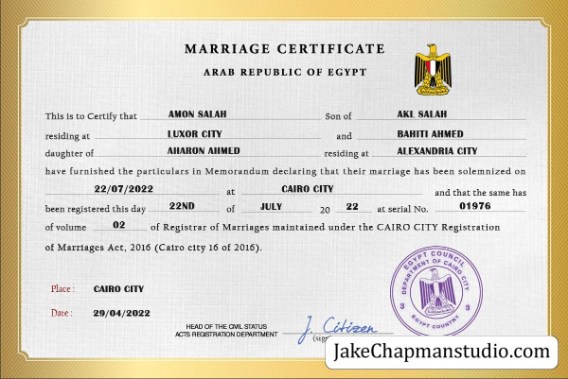 MARRIAGE CERTIFICATE
ARAB REPUBLIC OF EGYPT
This is to Certify that AMON SALAH Son of AKL SALAH
residing at LUXOR CITY and BAHITI AHMED
daughter of AHARON AHMED residing at ALEXANDRIA CITY
have furnished the particulars in Memorandum declaring that their marriage has been solemnized on
22/07/2022 at CAIRO CITY and that the same has
been registered this day 22ND of JULY 20 22 at serial No. 01976
of volume 02 of Registrar of Marriages maintained under the CAIRO CITY Registration
of Marriages Act, 2016 (Cairo city 16 of 2016).
EGYPT COUNCIL
DEPARTMENT OF CAIRO CITY
EGYPT COUNTRY
Place : CAIRO CITY
Date : 29/04/2022
HEAD OF THE CIVIL STATUS
ACTS REGISTRATION DEPARTMENT
J. Citizen
JakeChapmanstudio.com